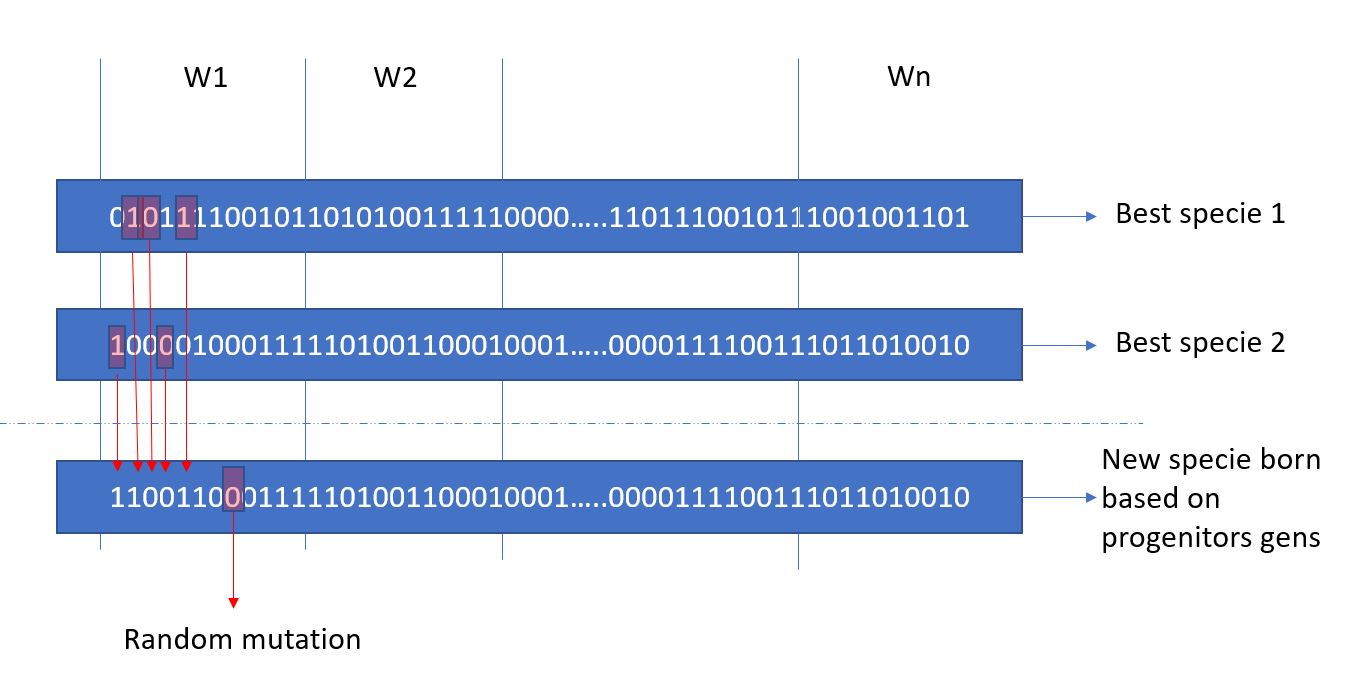 W1 W2 Wn
0101111001011010100111110000.....1101110010111001001101
Best specie 1
1000010001111101001100010001.....0000111100111011010010
Best specie 2
1100110001111101001100010001.....0000111100111011010010
New specie born
based on
progenitors gens
Random mutation